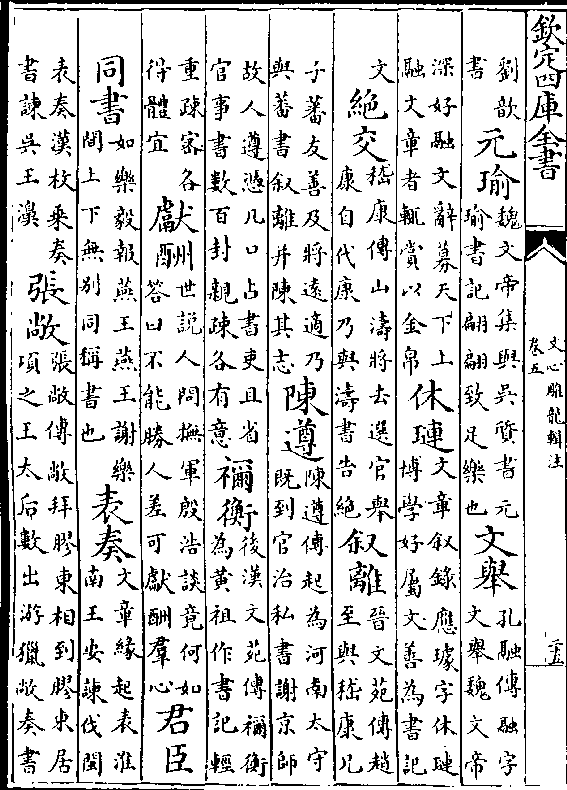 欽定四庫全書
文心雕龍輯注
卷五
劉歆書 元瑜 魏文帝集與吳質書元瑜書記翩翩致足樂也 文舉 孔融傳融字文舉魏文帝
深好融文辭募天下上融文章者輒賞以金帛 休璉 文章叙錄應璩字休璉博學好屬文善為書記
文 絶交 嵇康傳山濤將去選官舉康自代康乃與濤書告絶 叙離 晉文苑傳趙至與嵇康兄
子蕃友善及將遠適乃與蕃書叙離并陳其志 陳遵 陳遵傳起為河南太守既到官治私書謝京師
故人遵憑几口占書吏且省官事書數百封親疎各有意 禰衡 後漢文苑傳禰衡為黃祖作書記輕
重疎密各得體宜 獻酬 世説人問撫軍殷浩談竟何如答曰不能勝人差可獻酬羣心 君臣
同書 如樂毅報燕王燕王謝樂間上下無別同稱書也 表奏 文章緣起表淮南王安諫伐閩
表奏漢枚乘奏書諫吳王濞 張敞 張敞傳敞拜膠東相到膠東居項之王太后數出游獵敞奏書